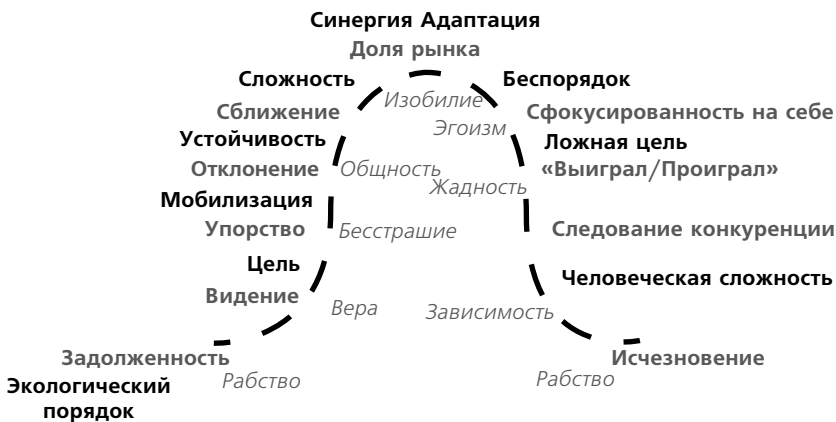 Синергия Адаптация
Доля рынка
Сложность
Беспорядок
Изобилие
Сближение
Сфокусированность на себе
Эгоизм
Устойчивость
Ложная цель
Отклонение
Общность
«Выиграл/Проиграл»
Жадность
Мобилизация
Упорство
Бесстрашие
Следование конкуренции
Цель
Человеческая сложность
Видение
Вера
Зависимость
Задолженность
Исчезновение
Экологический
порядок
Рабство
Рабство